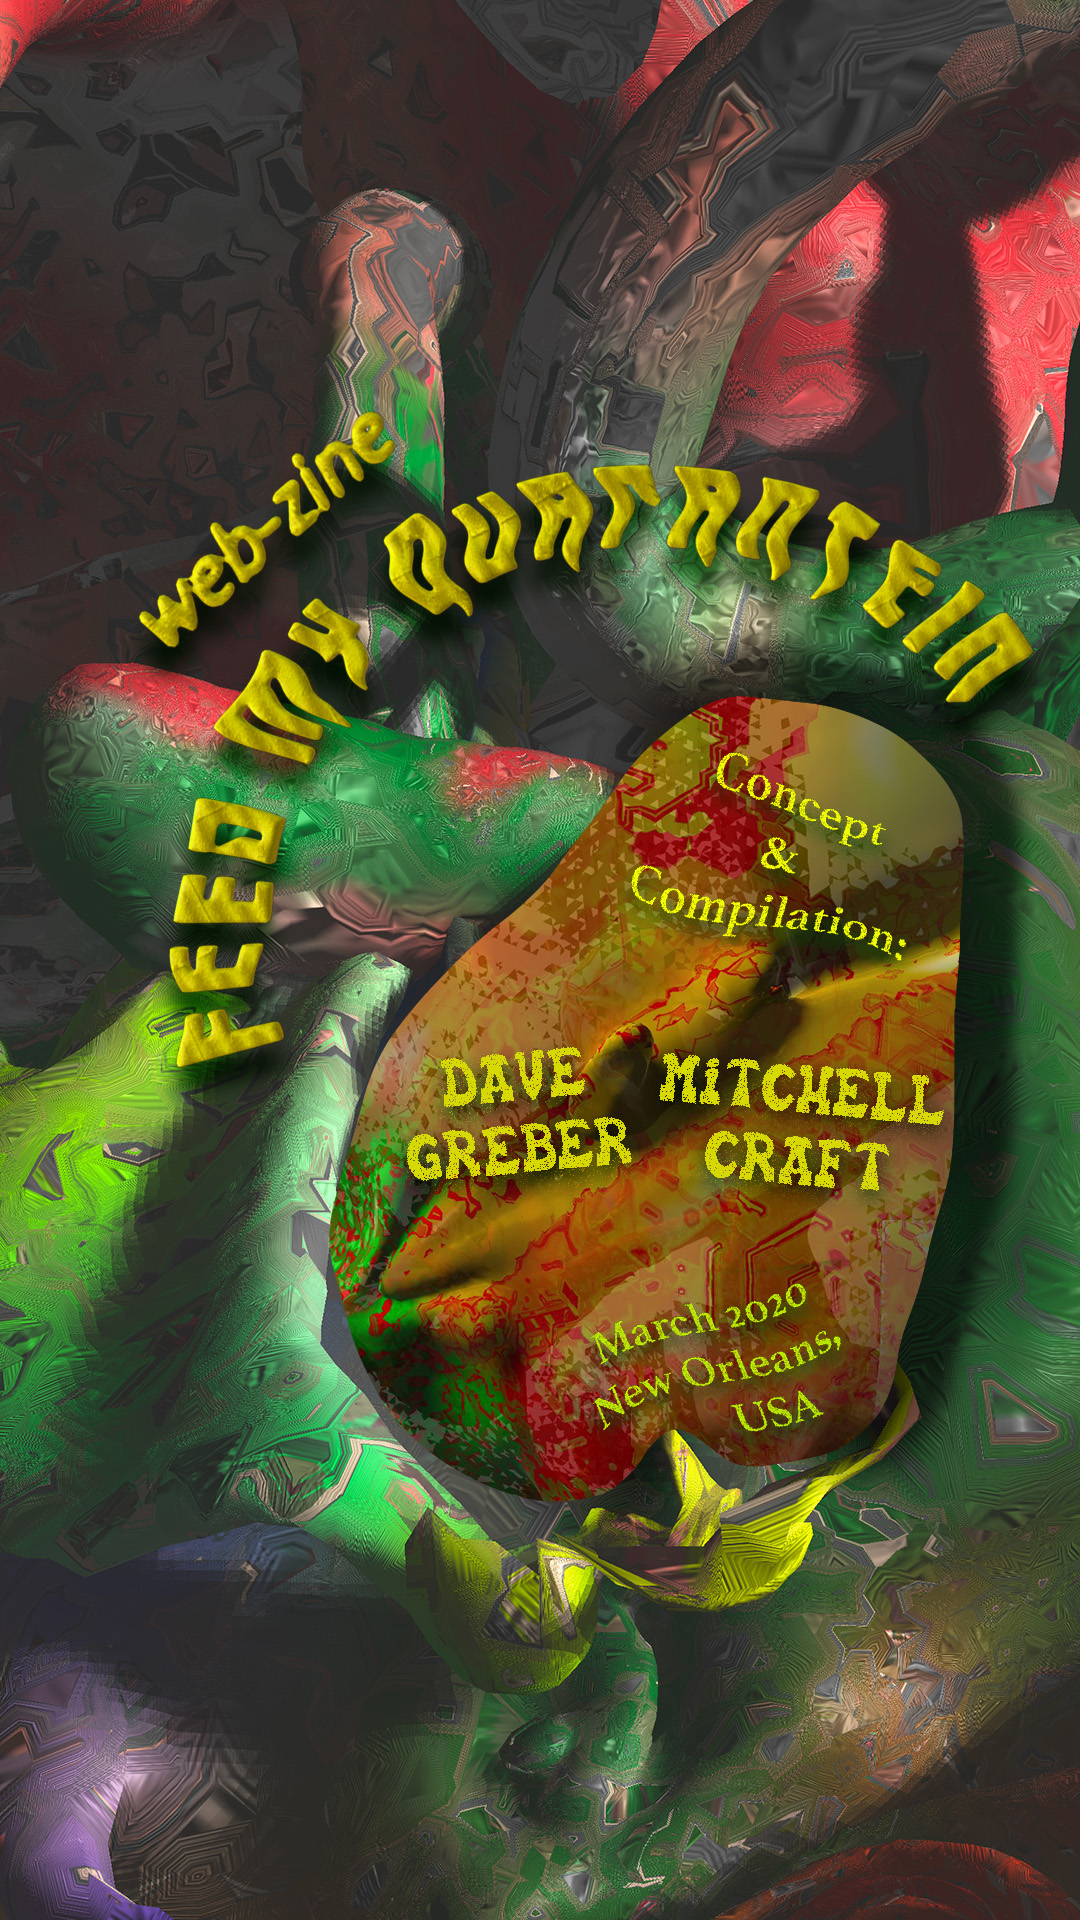 web-zine
FEED MY QUARANTEIN
Concept
&
Compilation:
DAVE
GREBER
MiTCHELL
CRAFT
March 2020
New Orleans,
USA